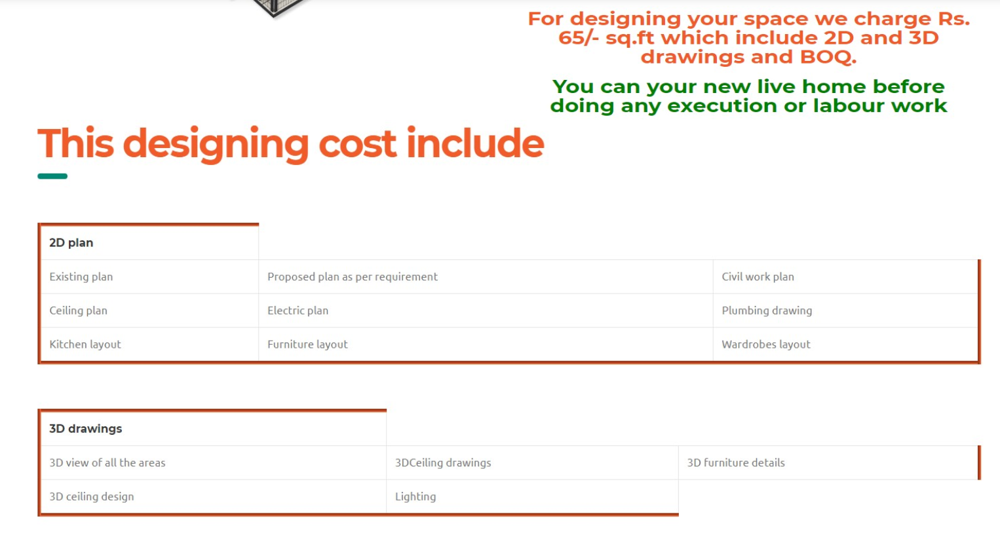 For designing your space we charge Rs.
65/- sq.ft which include 2D and 3D
drawings and BOQ.
You can your new live home before
doing any execution or labour work
This designing cost include
2D plan
Existing plan Proposed plan as per requirement Civil work plan
Ceiling plan Electric plan Plumbing drawing
Kitchen layout Furniture layout Wardrobes layout
3D drawings
3D view of all the areas 3DCeiling drawings 3D furniture details
3D ceiling design Lighting